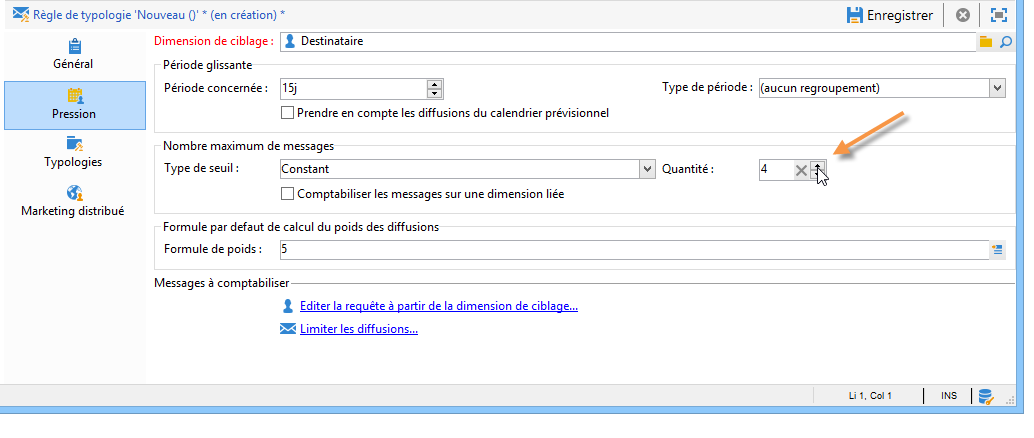 Règle de typologie 'Nouveau ()' * (en création) *
Enregistrer
Général
Pression
Typologies
Marketing distribué
Dimension de ciblage :
Destinataire
Période glissante
Période concernée :
15j
Type de période :
(aucun regroupement)
Prendre en compte les diffusions du calendrier prévisionnel
Nombre maximum de messages
Type de seuil :
Constant
Quantité :
4
Comptabiliser les messages sur une dimension liée
Formule par defaut de calcul du poids des diffusions
Formule de poids :
5
Messages à comptabiliser
Editer la requête à partir de la dimension de ciblage...
Limiter les diffusions...
Li 1, Col 1
INS